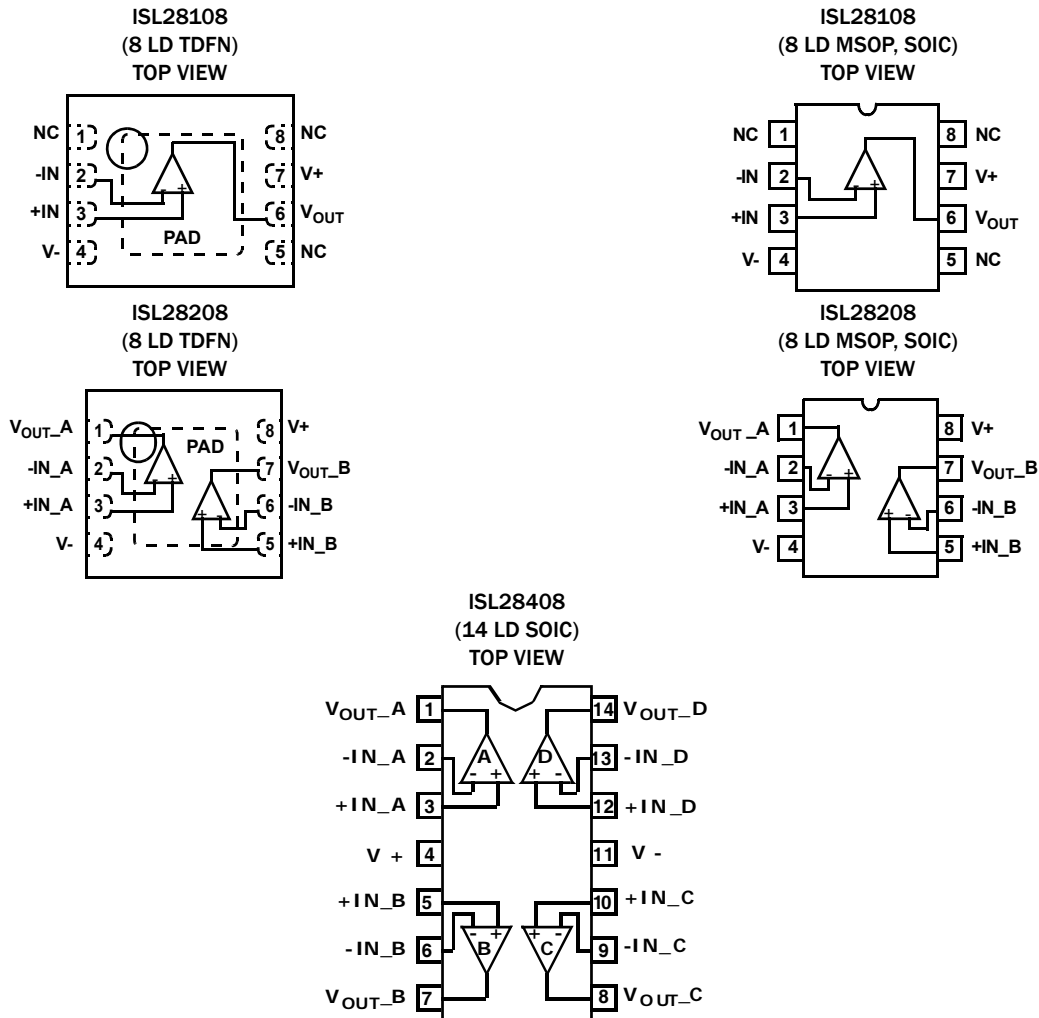 ISL28108
(8 LD TDFN)
TOP VIEW
NC 1 8 NC
-IN 2 7 V+
- +
+IN 3 6 VOUT
V- 4 PAD 5 NC
ISL28108
(8 LD MSOP, SOIC)
TOP VIEW
NC 1 8 NC
-IN 2 7 V+
- +
+IN 3 6 VOUT
V- 4 5 NC
ISL28208
(8 LD TDFN)
TOP VIEW
VOUT_A 1 PAD 8 V+
-IN_A 2 7 VOUT_B
- +
+IN_A 3 6 -IN_B
+ -
V- 4 5 +IN_B
ISL28208
(8 LD MSOP, SOIC)
TOP VIEW
VOUT_A 1 8 V+
-IN_A 2 7 VOUT_B
- +
+IN_A 3 6 -IN_B
+ -
V- 4 5 +IN_B
ISL28408
(14 LD SOIC)
TOP VIEW
VOUT_A 1 14 VOUT_D
-IN_A 2 A D 13 -IN_D
- + + -
+IN_A 3 12 +IN_D
V + 4 11 V -
+IN_B 5 10 +IN_C
- + + -
-IN_B 6 B C 9 -IN_C
VOUT_B 7 8 VOUT_C